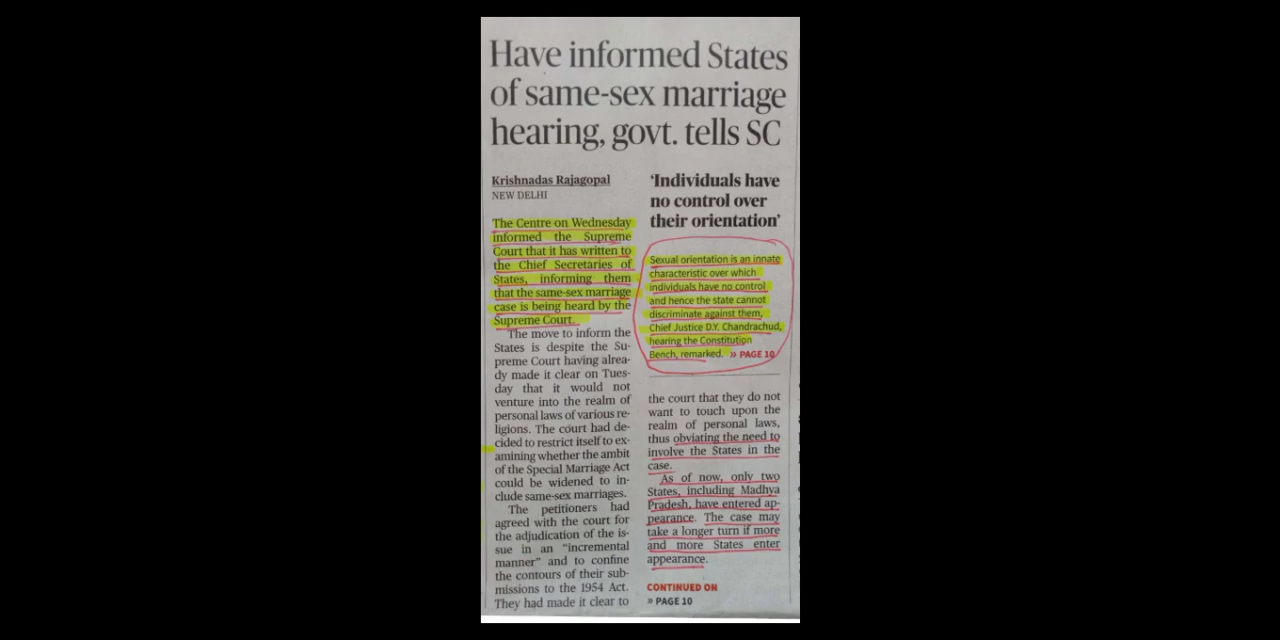 Have informed States
of same-sex marriage
hearing, govt. tells SC
Krishnadas Rajagopal
NEW DELHI
The Centre on Wednesday
informed the Supreme
Court that it has written to
the Chief Secretaries of
States, informing them
that the same-sex marriage
case is being heard by the
Supreme Court.
The move to inform the
States is despite the Su-
preme Court having alrea-
dy made it clear on Tues-
day that it would not
venture into the realm of
personal laws of various re-
ligions. The court had de-
cided to restrict itself to ex-
amining whether the ambit
of the Special Marriage Act
could be widened to in-
clude same-sex marriages.
The petitioners had
agreed with the court for
the adjudication of the is-
sue in an “incremental
manner” and to confine
the contours of their sub-
missions to the 1954 Act.
They had made it clear to
‘Individuals have
no control over
their orientation’
Sexual orientation is an innate
characteristic over which
individuals have no control
and hence the state cannot
discriminate against them,
Chief Justice D.Y. Chandrachud,
hearing the Constitution
Bench, remarked. » PAGE 10
the court that they do not
want to touch upon the
realm of personal laws,
thus obviating the need to
involve the States in the
case.
As of now, only two
States, including Madhya
Pradesh, have entered ap-
pearance. The case may
take a longer turn if more
and more States enter
appearance.
CONTINUED ON
» PAGE 10